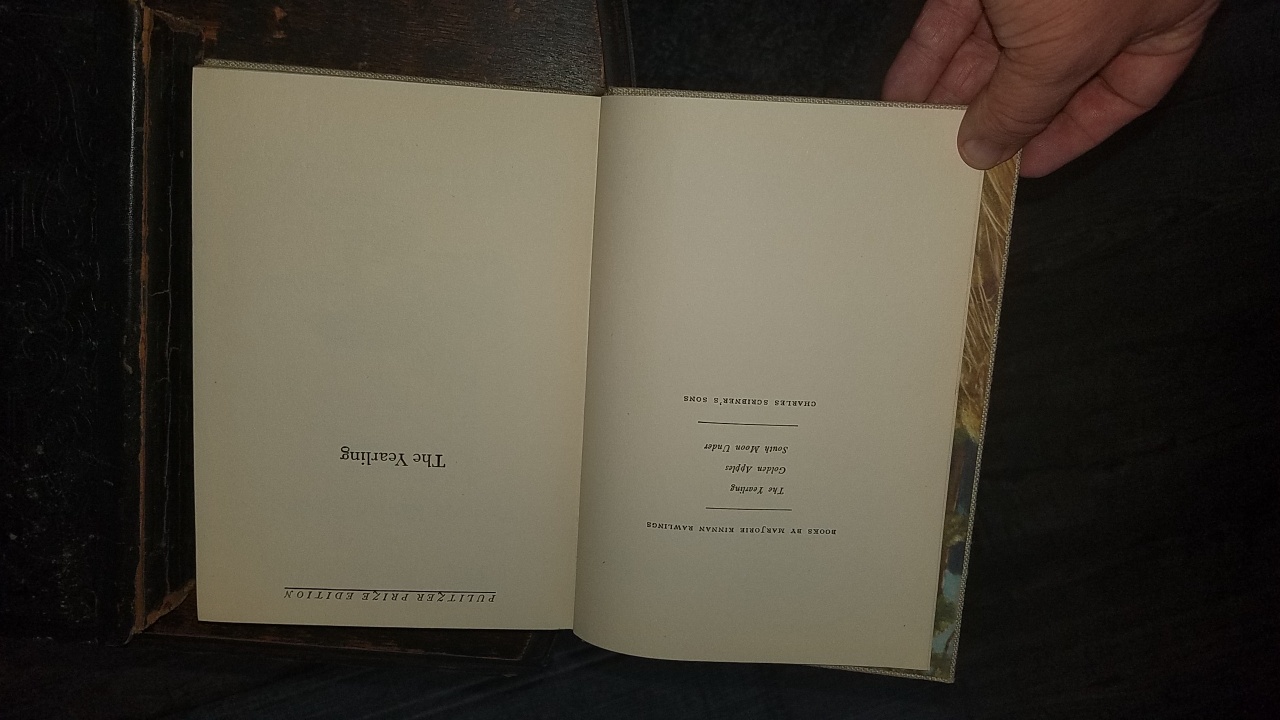 BOOKS BY MARJORIE KINNAN RAWLINGS
The Yearling
Golden Apples
South Moon Under
CHARLES SCRIBNER'S SONS
PULITZER PRIZE EDITION
The Yearling